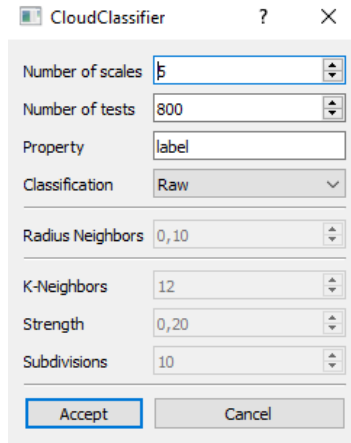 CloudClassifier ?
Number of scales 5
Number of tests 800
Property label
Classification Raw
Radius Neighbors 0,10
K-Neighbors 12
Strength 0,20
Subdivisions 10
Accept Cancel